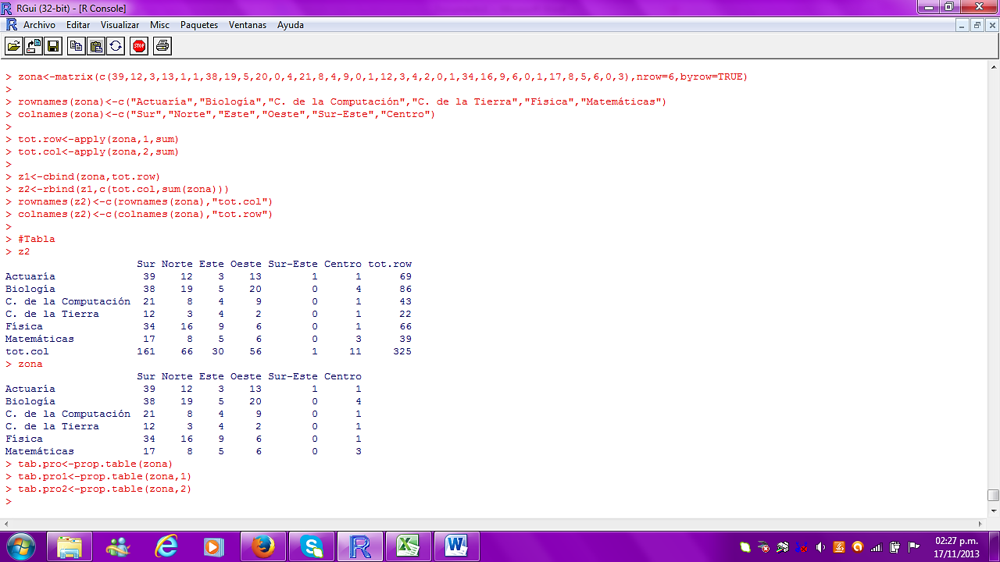 RGui (32-bit) - [R Console]
Archivo Editar Visualizar Misc Paquetes Ventanas Ayuda
STOP
> zona<-matrix(c(39,12,3,13,1,1,38,19,5,20,0,4,21,8,4,9,0,1,12,3,4,2,0,1,34,16,9,6,0,1,17,8,5,6,0,3),nrow=6,byrow=TRUE)
>
> rownames(zona)<-c("Actuaría","Biología","C. de la Computación","C. de la Tierra","Física","Matemáticas")
> colnames(zona)<-c("Sur","Norte","Este","Oeste","Sur-Este","Centro")
>
> tot.row<-apply(zona,1,sum)
> tot.col<-apply(zona,2,sum)
>
> z1<-cbind(zona,tot.row)
> z2<-rbind(z1,c(tot.col,sum(zona)))
> rownames(z2)<-c(rownames(zona),"tot.col")
> colnames(z2)<-c(colnames(zona),"tot.row")
>
> #Tabla
> z2
Sur Norte Este Oeste Sur-Este Centro tot.row
Actuaría 39 12 3 13 1 1 69
Biología 38 19 5 20 0 4 86
C. de la Computación 21 8 4 9 0 1 43
C. de la Tierra 12 3 4 2 0 1 22
Física 34 16 9 6 0 1 66
Matemáticas 17 8 5 6 0 3 39
tot.col 161 66 30 56 1 11 325
> zona
Sur Norte Este Oeste Sur-Este Centro
Actuaría 39 12 3 13 1 1
Biología 38 19 5 20 0 4
C. de la Computación 21 8 4 9 0 1
C. de la Tierra 12 3 4 2 0 1
Física 34 16 9 6 0 1
Matemáticas 17 8 5 6 0 3
> tab.pro<-prop.table(zona)
> tab.pro1<-prop.table(zona,1)
> tab.pro2<-prop.table(zona,2)
>
02:27 p.m.
17/11/2013